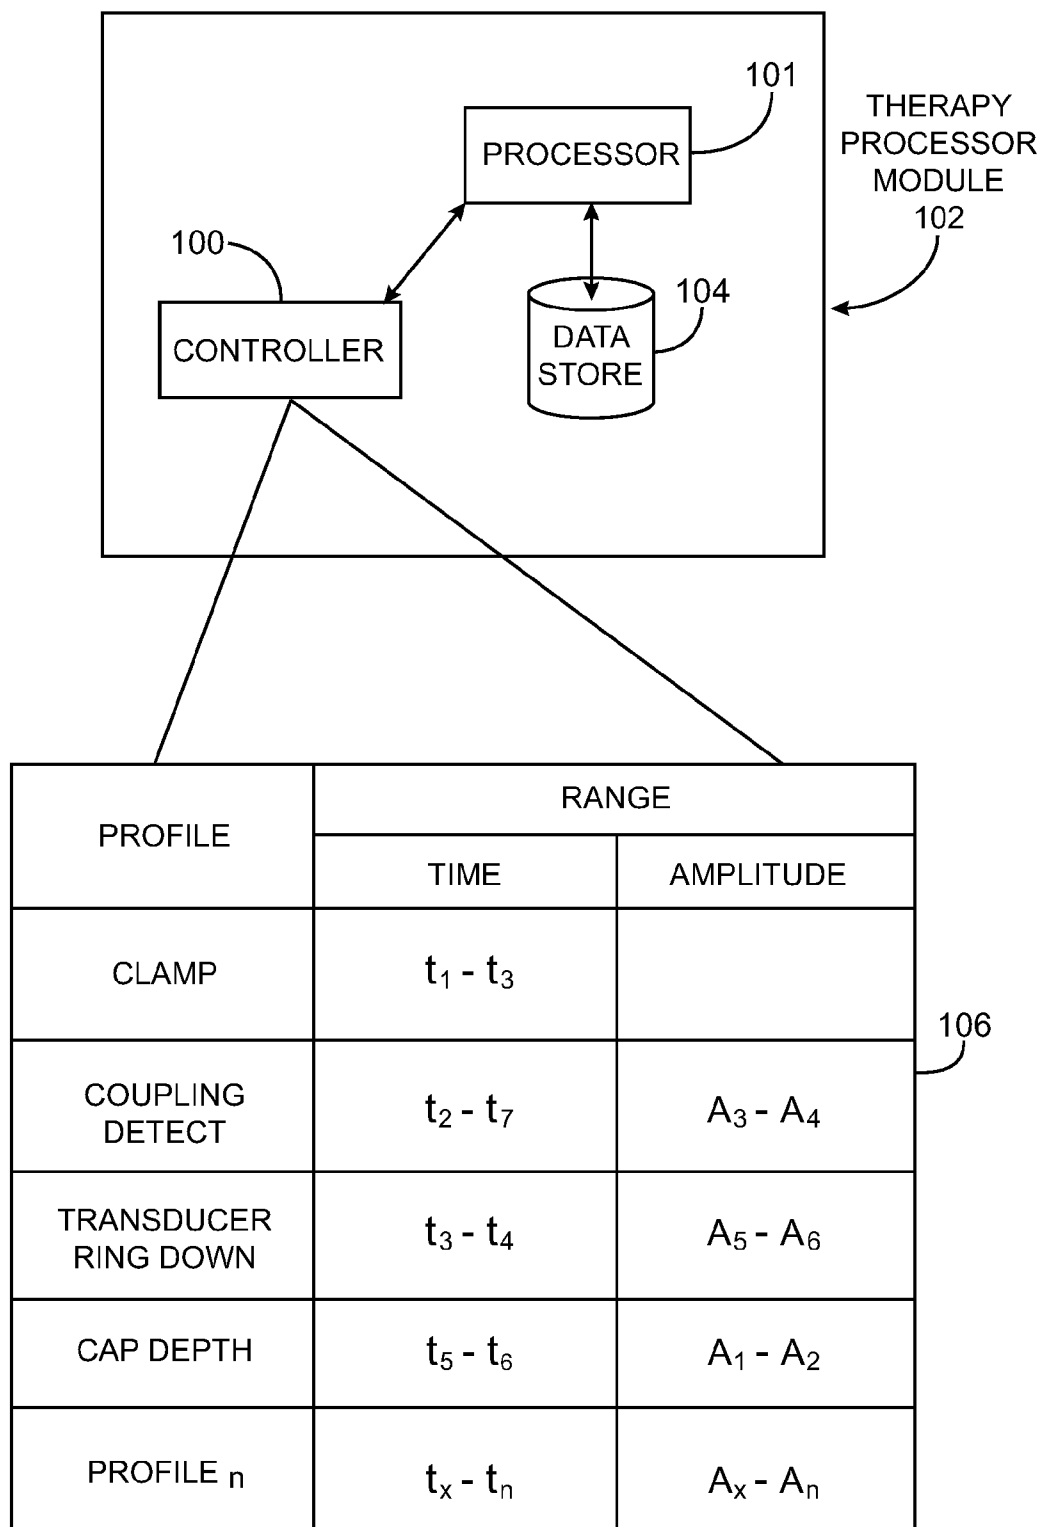 101
THERAPY
PROCESSOR
MODULE
102
PROCESSOR
100
104
CONTROLLER
DATA
STORE
PROFILE
RANGE
TIME
AMPLITUDE
CLAMP
t₁ - t₃
106
COUPLING
DETECT
t₂ - t₇
A₃ - A₄
TRANSDUCER
RING DOWN
t₃ - t₄
A₅ - A₆
CAP DEPTH
t₅ - t₆
A₁ - A₂
PROFILE n
tₓ - tₙ
Aₓ - Aₙ